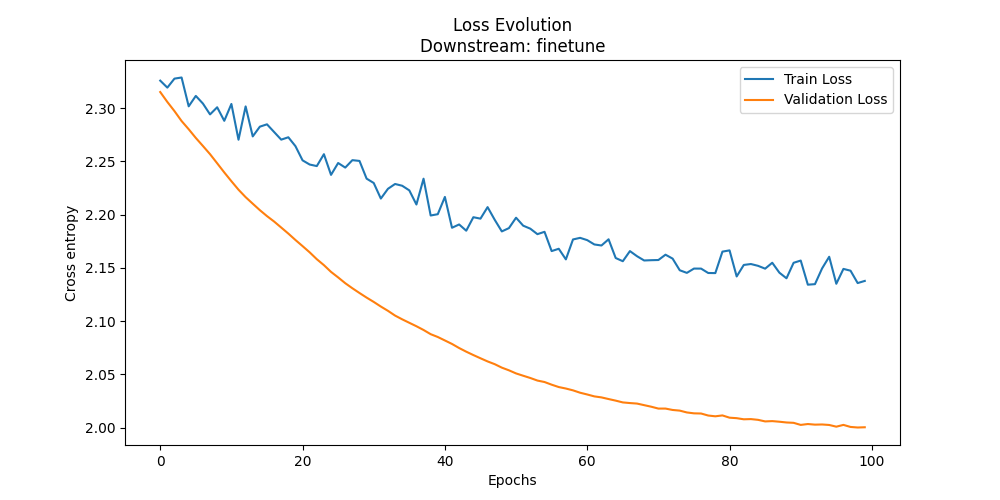 Loss Evolution
Downstream: finetune
Train Loss
Validation Loss
Cross entropy
2.30
2.25
2.20
2.15
2.10
2.05
2.00
0 20 40 60 80 100
Epochs